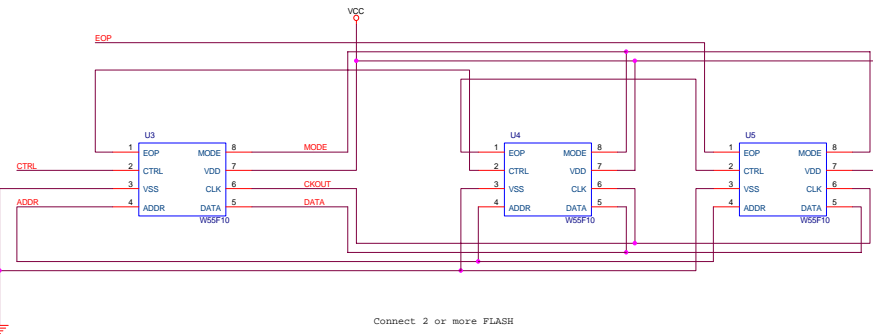 VCC
EOP
U3
U4
U5
1 EOP MODE 8
2 CTRL VDD 7
3 VSS CLK 6
4 ADDR DATA 5
W55F10
1 EOP MODE 8
2 CTRL VDD 7
3 VSS CLK 6
4 ADDR DATA 5
W55F10
1 EOP MODE 8
2 CTRL VDD 7
3 VSS CLK 6
4 ADDR DATA 5
W55F10
CTRL
ADDR
MODE
CKOUT
DATA
Connect 2 or more FLASH